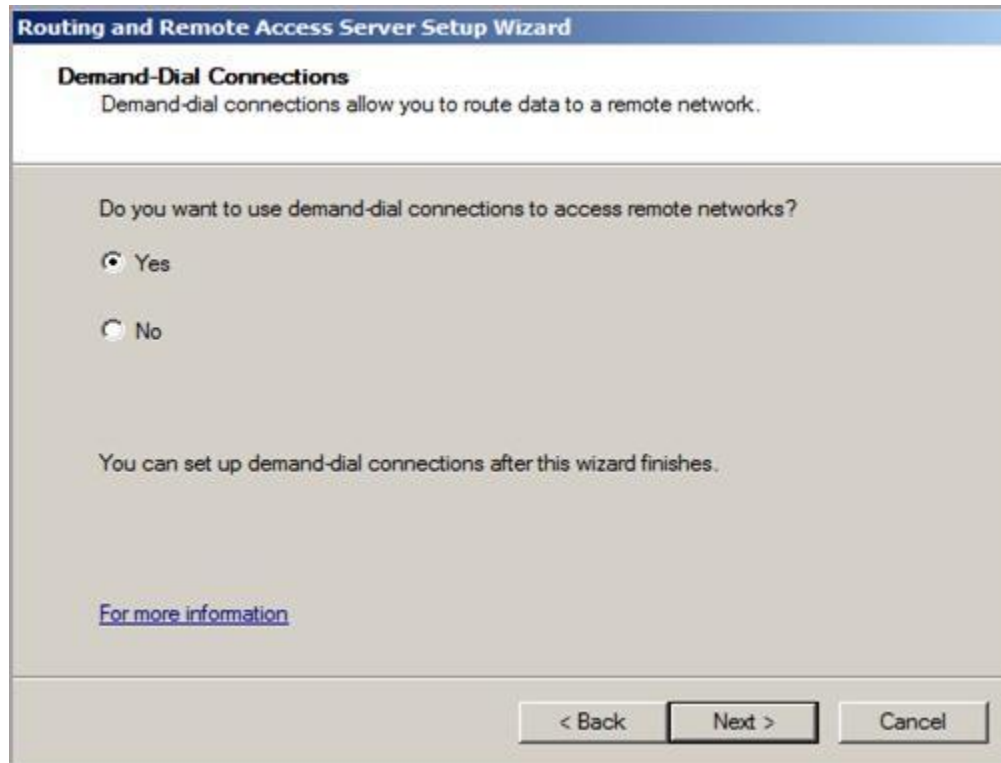 Routing and Remote Access Server Setup Wizard
Demand-Dial Connections
Demand-dial connections allow you to route data to a remote network.
Do you want to use demand-dial connections to access remote networks?
Yes
No
You can set up demand-dial connections after this wizard finishes.
For more information
< Back Next > Cancel